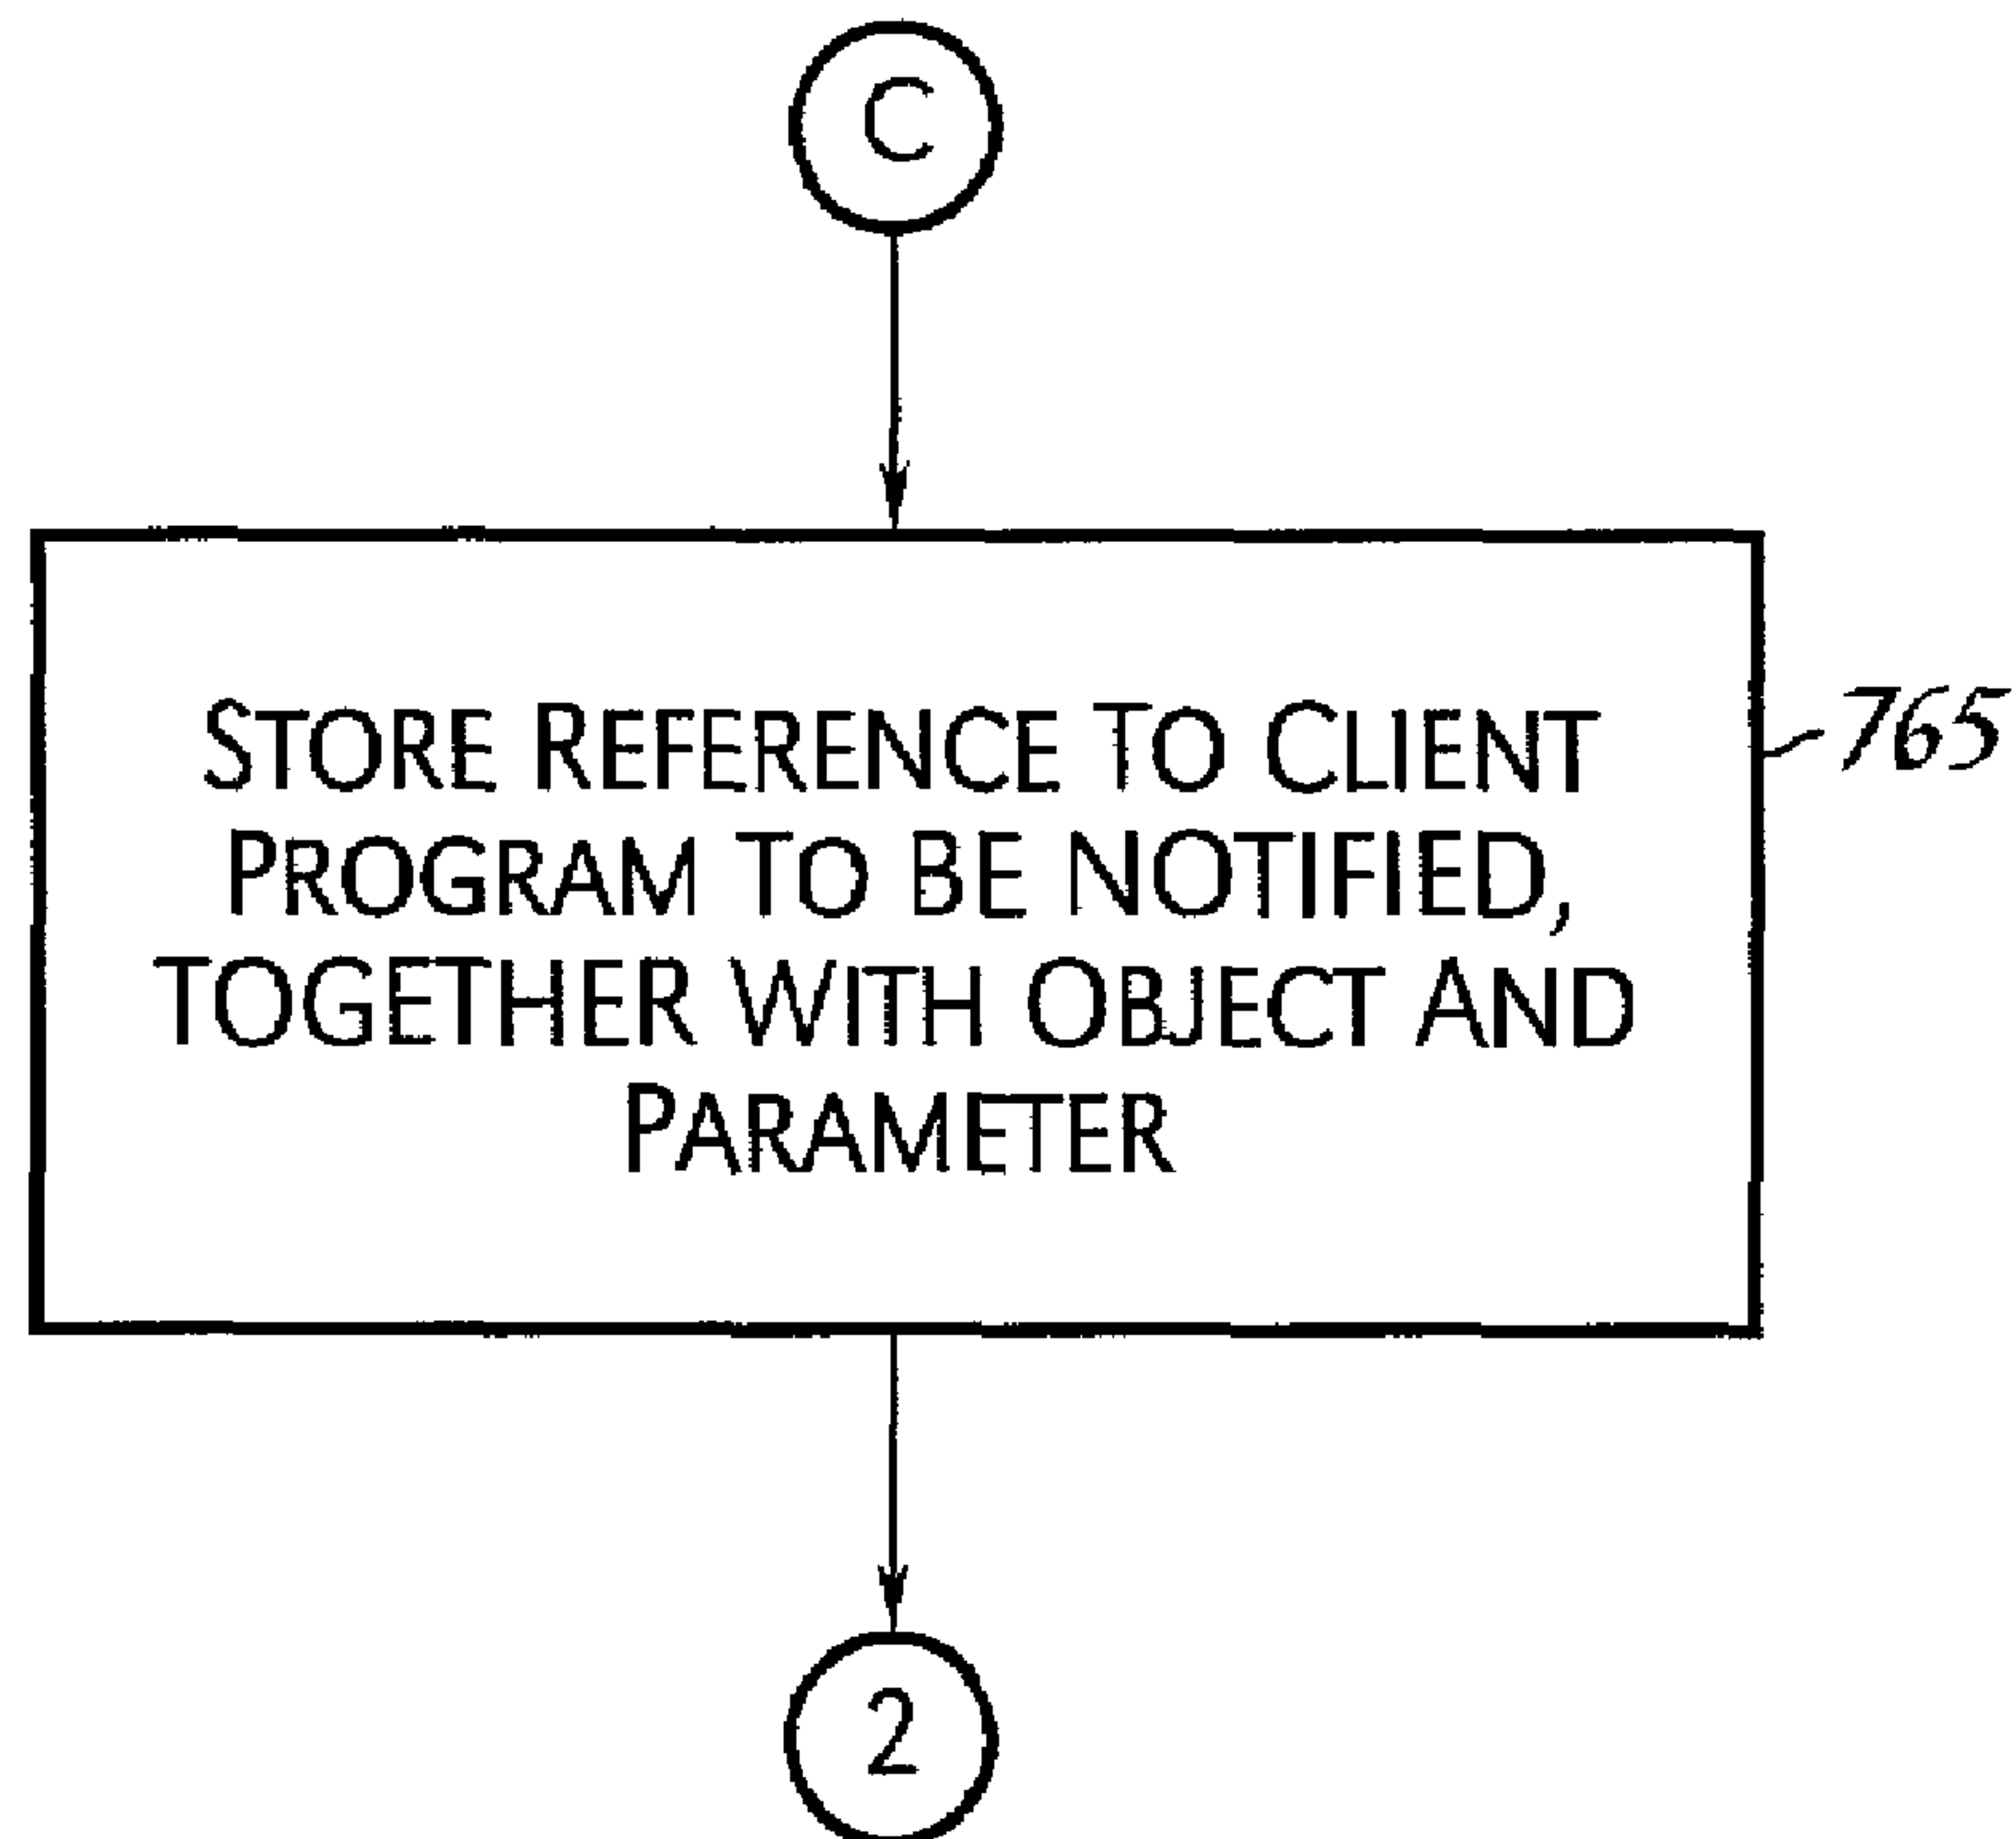 C
STORE REFERENCE TO CLIENT
PROGRAM TO BE NOTIFIED,
TOGETHER WITH OBJECT AND
PARAMETER
765
2